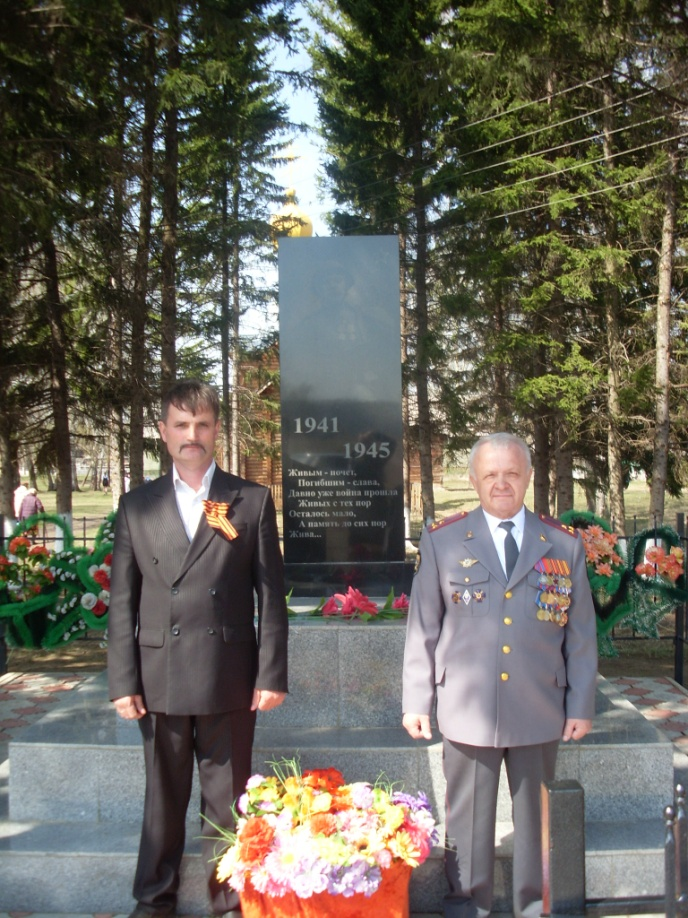 1941
1945
Живым - почет,
Погибшим - слава,
Давно уже война прошла
Живых с тех пор
Осталось мало,
А память до сих пор
Жива...